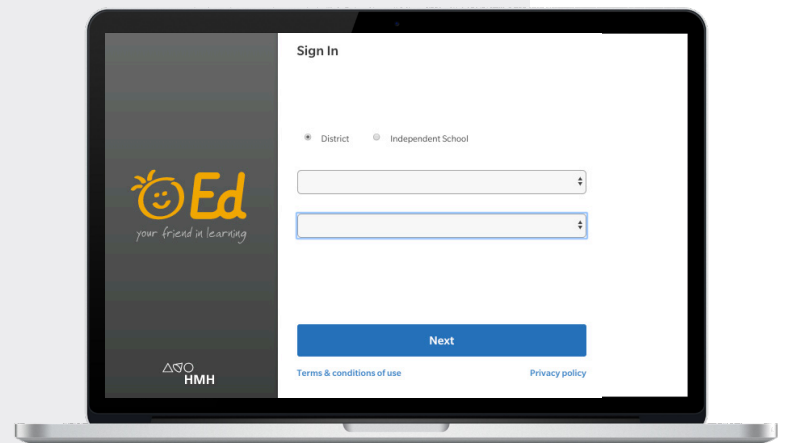 Sign In
District Independent School
Ed
your friend in learning
Next
HMH
Terms & conditions of use Privacy policy